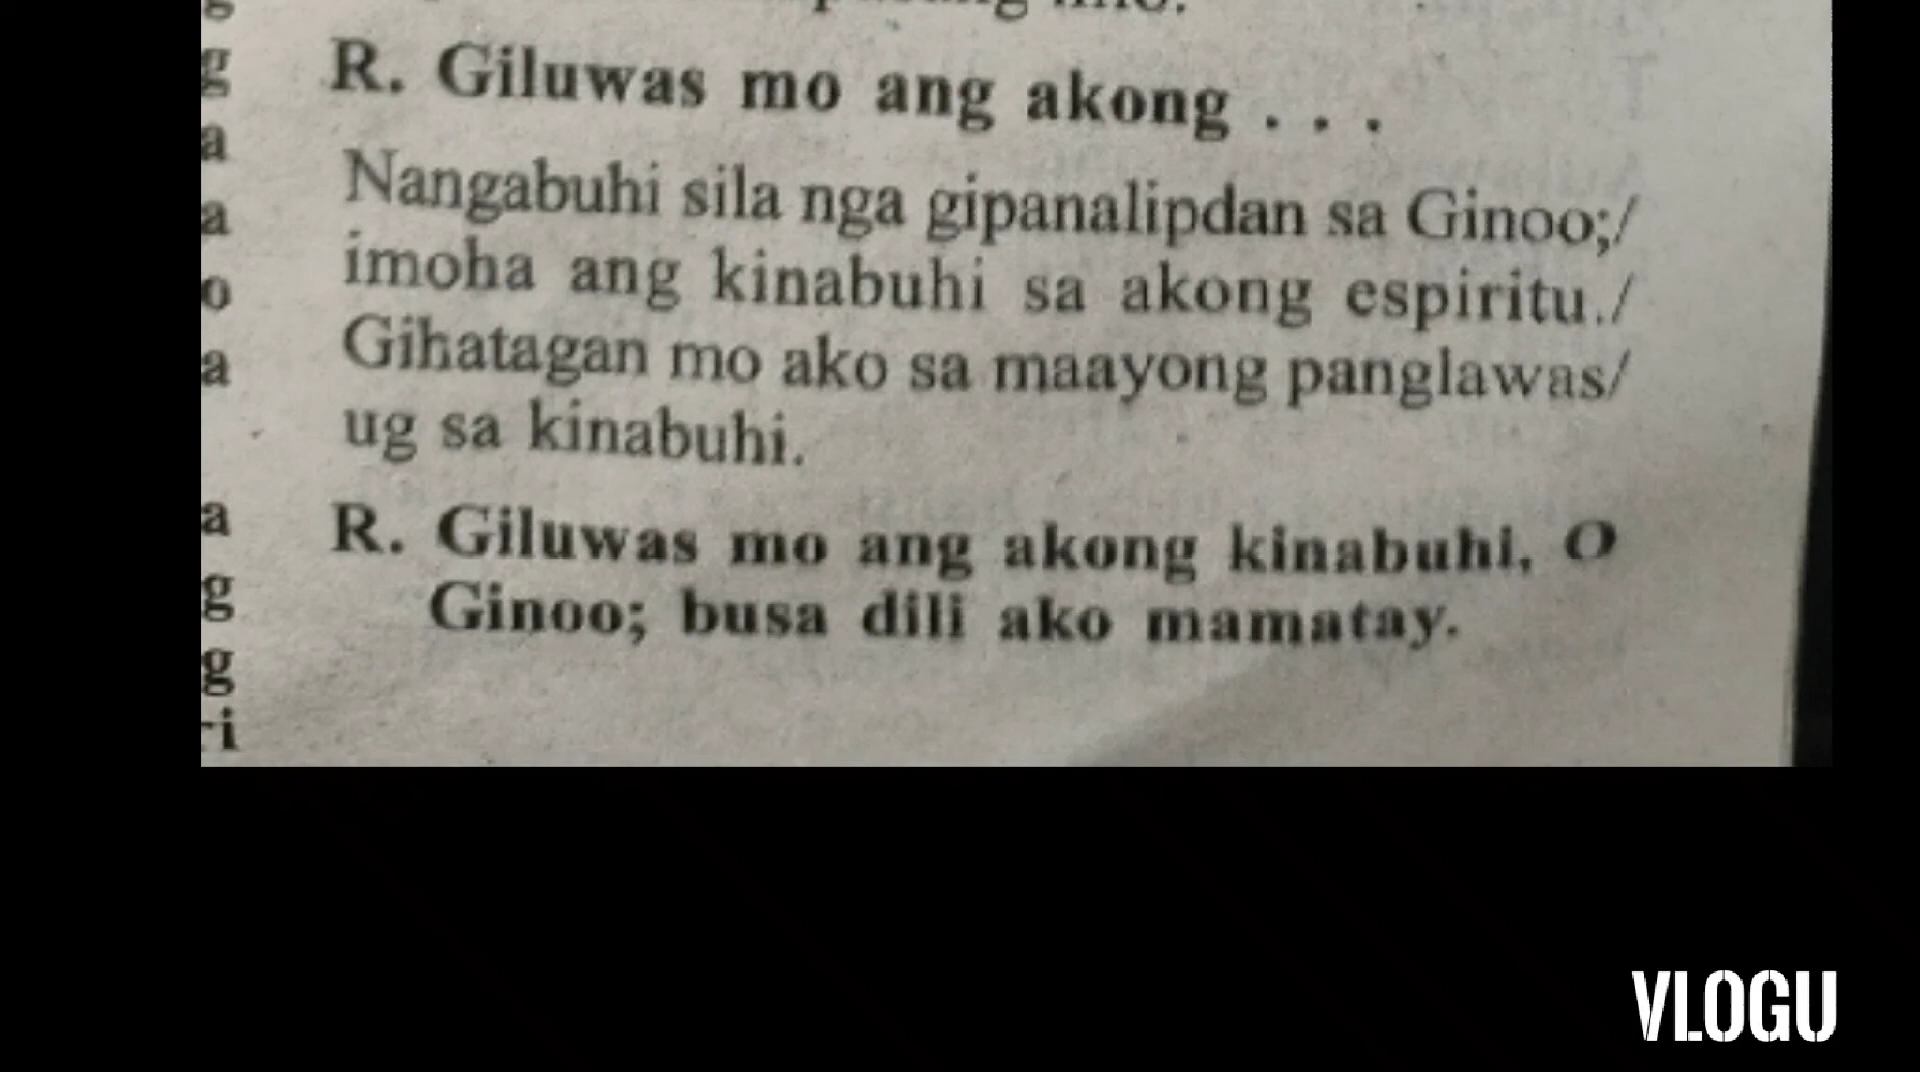 R. Giluwas mo ang akong . . .
Nangabuhi sila nga gipanalipdan sa Ginoo;/
imoha ang kinabuhi sa akong espiritu./
Gihatagan mo ako sa maayong panglawas/
ug sa kinabuhi.
R. Giluwas mo ang akong kinabuhi, O
Ginoo; busa dili ako mamatay.
VLOGU